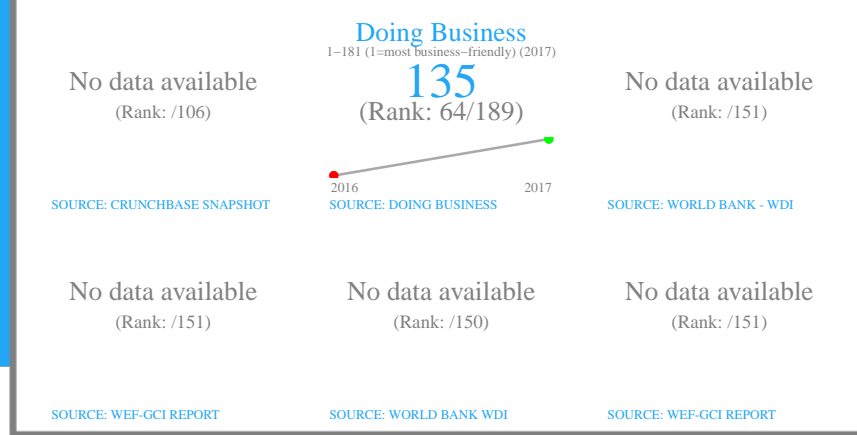 Doing Business
1−181 (1=most business−friendly) (2017)
No data available
(Rank: /106)
135
(Rank: 64/189)
No data available
(Rank: /151)
2016
2017
SOURCE: CRUNCHBASE SNAPSHOT
SOURCE: DOING BUSINESS
SOURCE: WORLD BANK - WDI
No data available
(Rank: /151)
No data available
(Rank: /150)
No data available
(Rank: /151)
SOURCE: WEF-GCI REPORT
SOURCE: WORLD BANK WDI
SOURCE: WEF-GCI REPORT